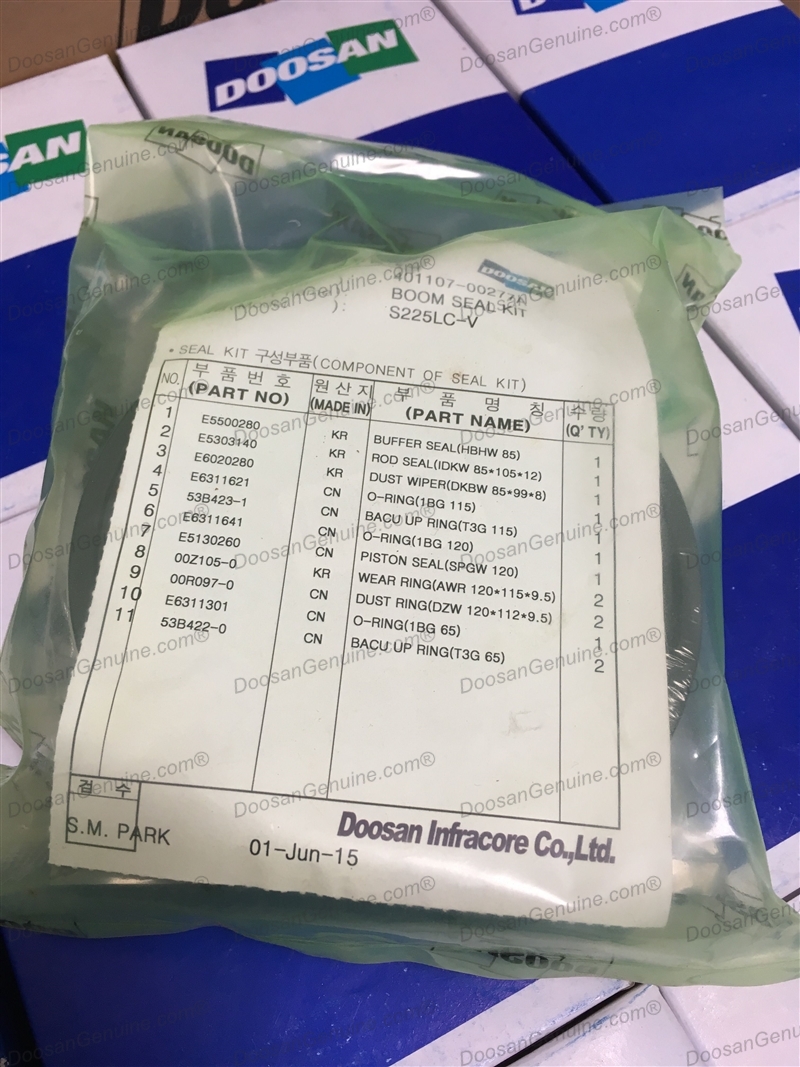 DOOSAN
DOOSAN
DOOSAN
DOOSAN
BOOM SEAL KIT
S225LC-V
* SEAL KIT 구성부품(COMPONENT OF SEAL KIT)
NO. 부품번호 (PART NO) 원산지 (MADE IN) 부품명칭 (PART NAME) 수량 (Q'TY)
1 E5500280 KR BUFFER SEAL(HBHW 85) 1
2 E5303140 KR ROD SEAL(IDKW 85*105*12) 1
3 E6020280 KR DUST WIPER(DKBW 85*99*8) 1
4 E6311621 CN O-RING(1BG 115) 1
5 53B423-1 CN BACU UP RING(T3G 115) 1
6 E6311641 CN O-RING(1BG 120) 1
7 E5130260 CN PISTON SEAL(SPGW 120) 1
8 00Z105-0 KR WEAR RING(AWR 120*115*9.5) 2
9 00R097-0 CN DUST RING(DZW 120*112*9.5) 2
10 E6311301 CN O-RING(1BG 65) 1
11 53B422-0 CN BACU UP RING(T3G 65) 2
검수
S.M. PARK
01-Jun-15
Doosan Infracore Co.,Ltd.
DoosanGenuine.com®